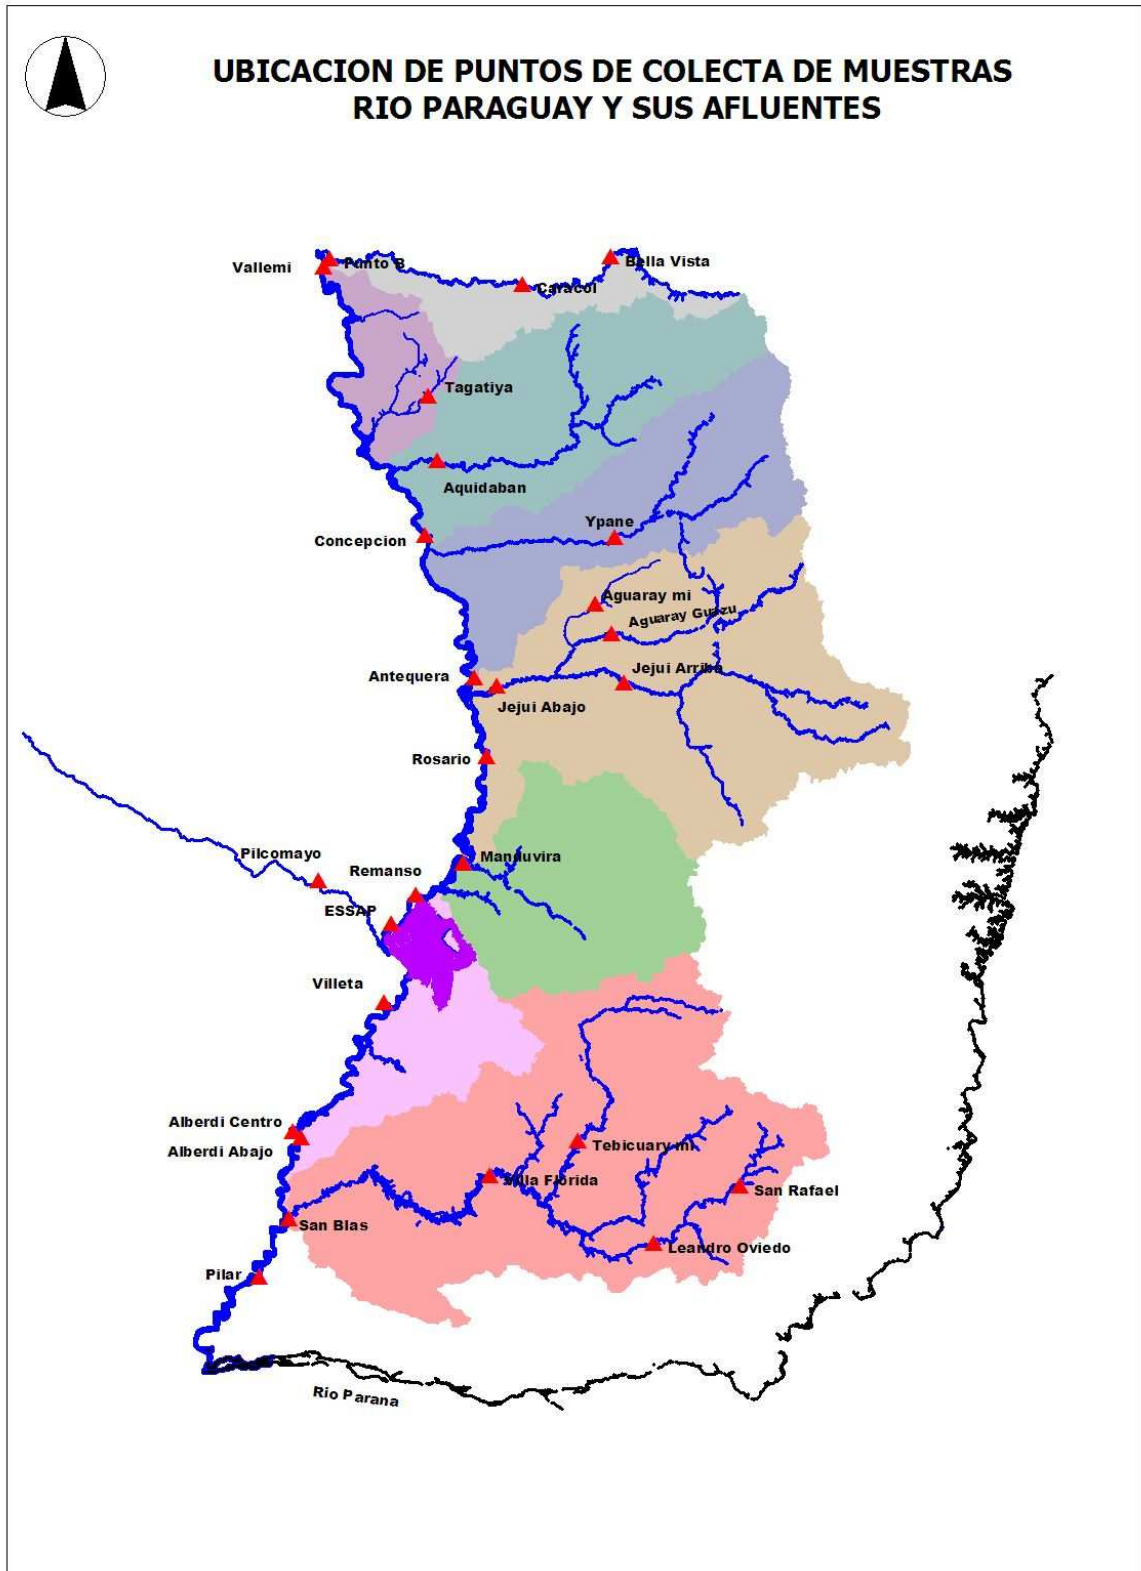 UBICACION DE PUNTOS DE COLECTA DE MUESTRAS
RIO PARAGUAY Y SUS AFLUENTES
Vallemi
Punto B
Bella Vista
Caracol
Tagatiya
Aquidaban
Concepcion
Ypane
Aguaray mi
Aguaray Guazu
Antequera
Jejui Arriba
Jejui Abajo
Rosario
Pilcomayo
Manduvira
Remanso
ESSAP
Villeta
Alberdi Centro
Alberdi Abajo
Tebicuary mi
Villa Florida
San Rafael
San Blas
Leandro Oviedo
Pilar
Rio Parana